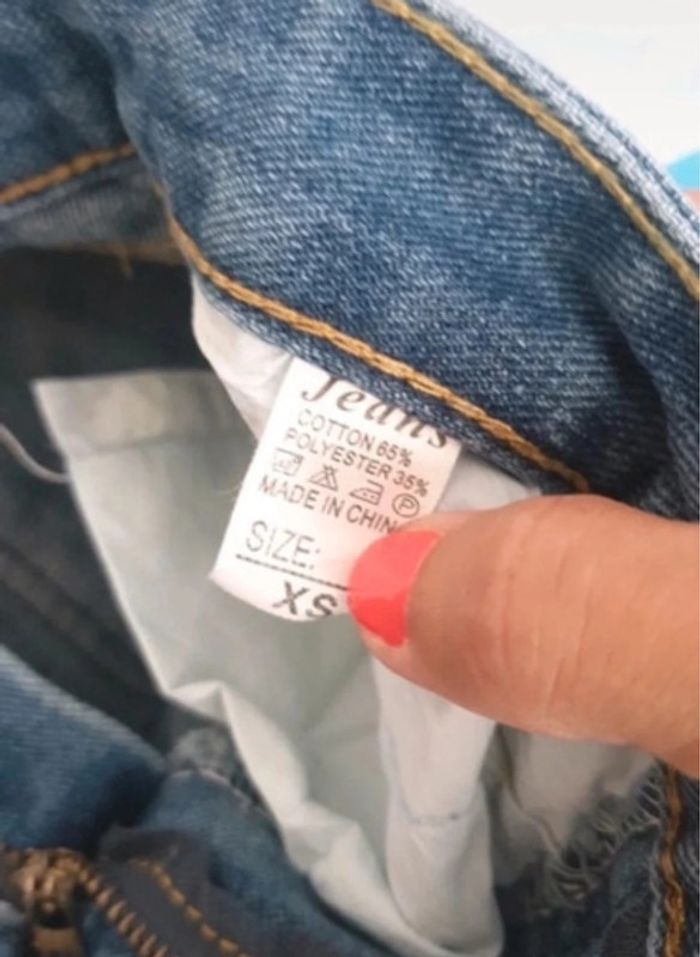 Jeans
COTTON 65%
POLYESTER 35%
P
MADE IN CHIN
SIZE:
XS